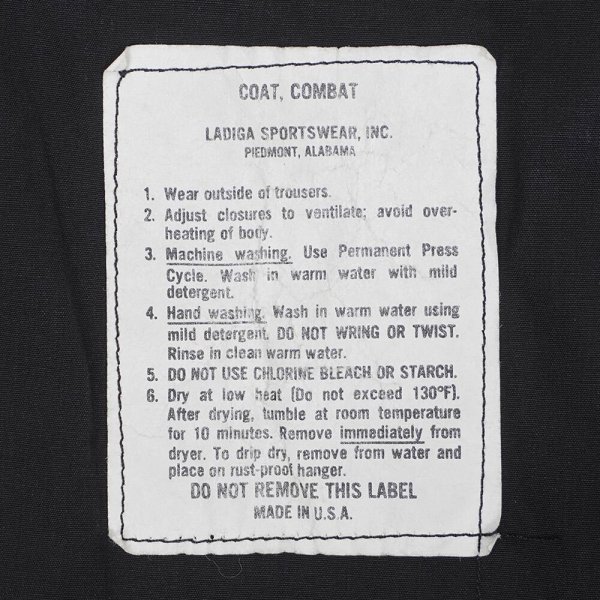 COAT, COMBAT
LADIGA SPORTSWEAR, INC.
PIEDMONT, ALABAMA
1. Wear outside of trousers.
2. Adjust closures to ventilate; avoid over-
heating of body.
3. Machine washing. Use Permanent Press
Cycle. Wash in warm water with mild
detergent.
4. Hand washing. Wash in warm water using
mild detergent. DO NOT WRING OR TWIST.
Rinse in clean warm water.
5. DO NOT USE CHLORINE BLEACH OR STARCH.
6. Dry at low heat (Do not exceed 130°F).
After drying, tumble at room temperature
for 10 minutes. Remove immediately from
dryer. To drip dry, remove from water and
place on rust-proof hanger.
DO NOT REMOVE THIS LABEL
MADE IN U.S.A.